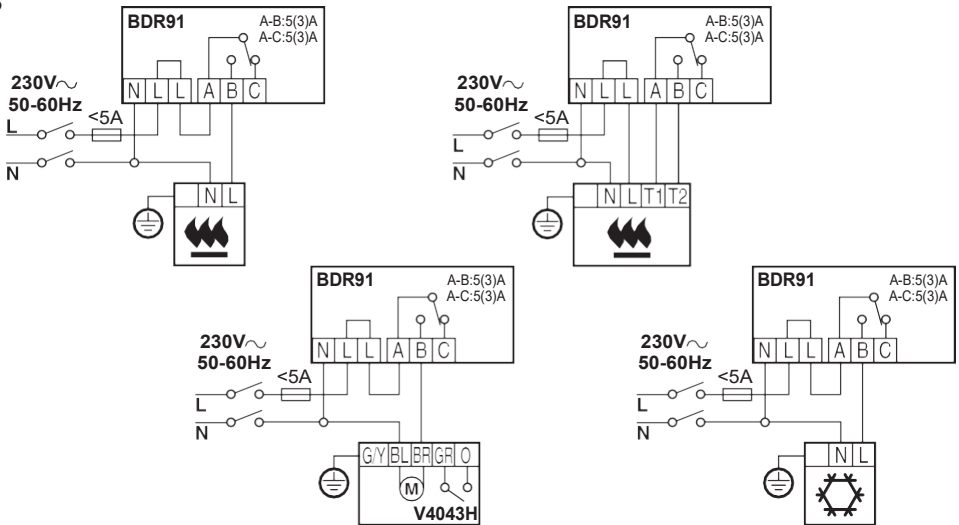 BDR91
A-B:5(3)A
A-C:5(3)A
N L L A B C
230V~
50-60Hz
<5A
L
N
N L
BDR91
A-B:5(3)A
A-C:5(3)A
N L L A B C
230V~
50-60Hz
<5A
L
N
N L T1 T2
BDR91
A-B:5(3)A
A-C:5(3)A
N L L A B C
230V~
50-60Hz
<5A
L
N
G/Y BL BR GR O
M
V4043H
BDR91
A-B:5(3)A
A-C:5(3)A
N L L A B C
230V~
50-60Hz
<5A
L
N
N L